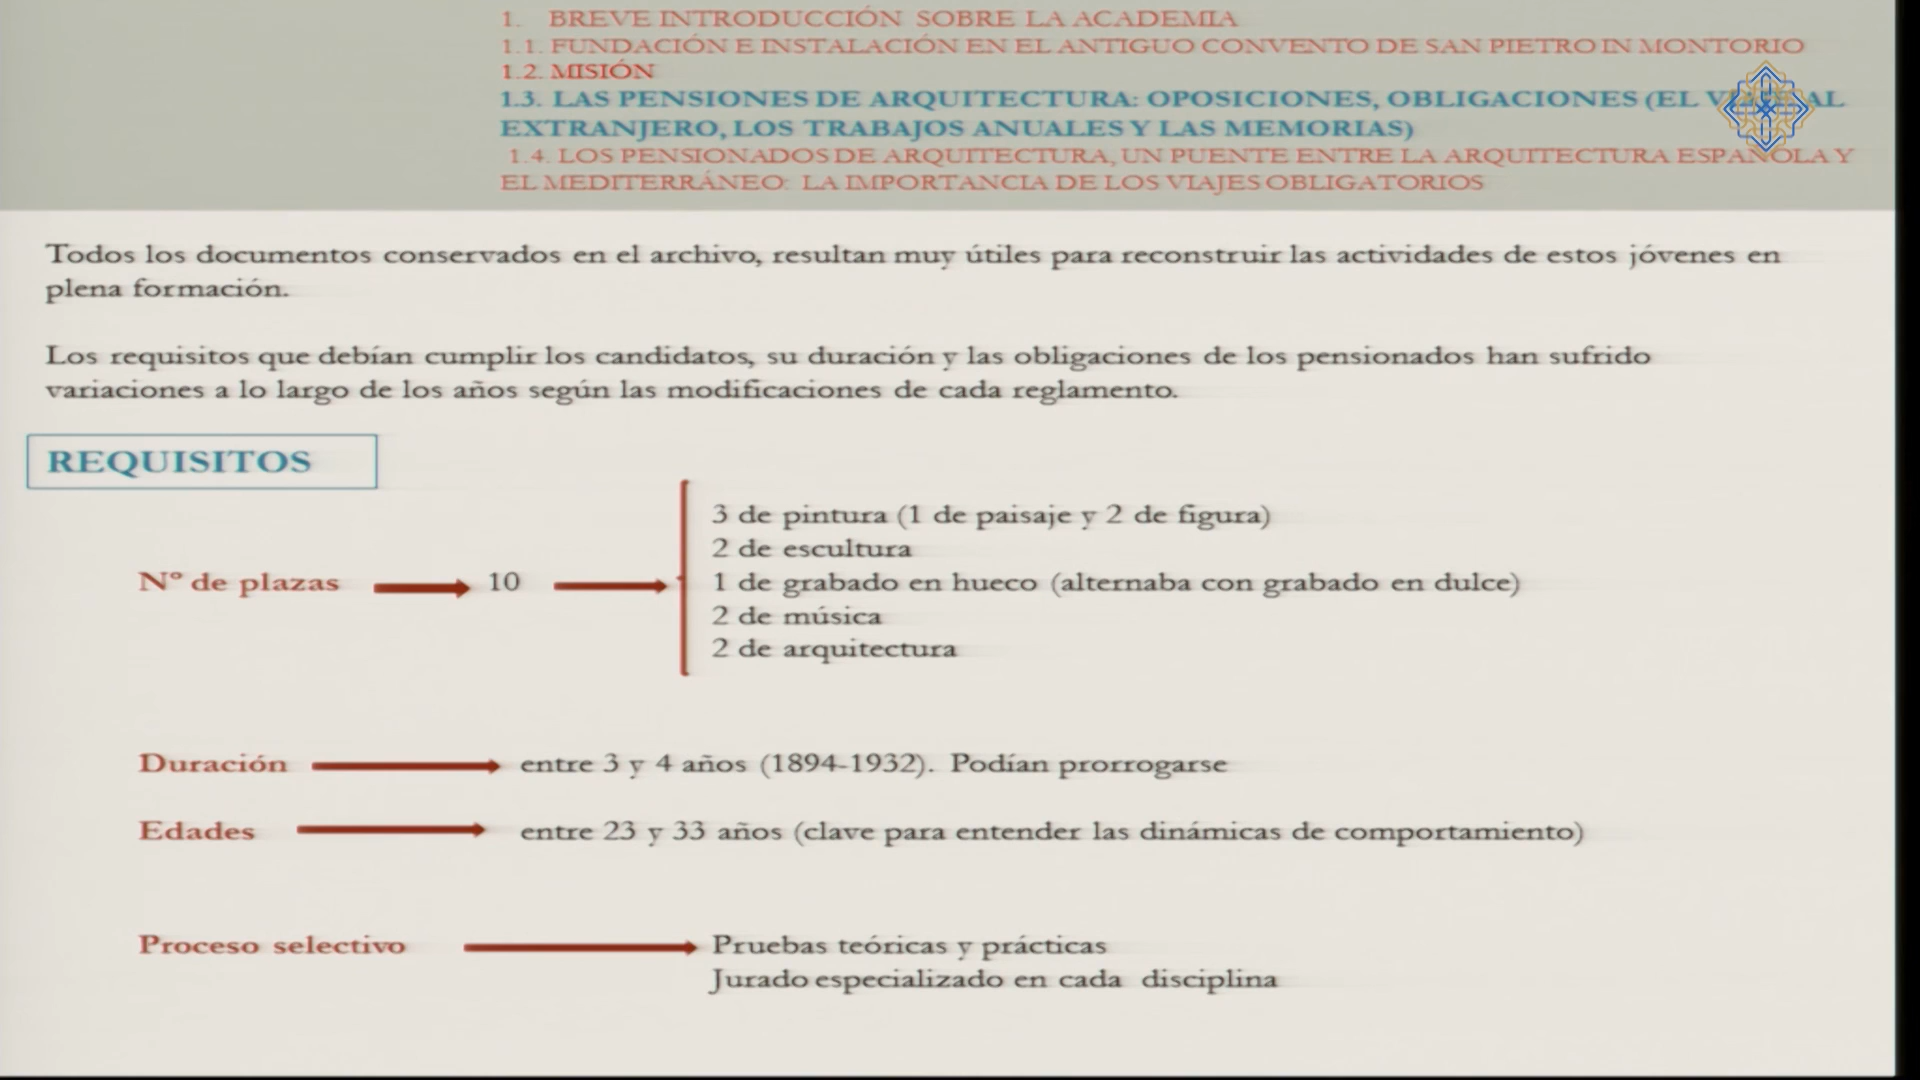 1. BREVE INTRODUCCIÓN SOBRE LA ACADEMIA
1.1. FUNDACIÓN E INSTALACIÓN EN EL ANTIGUO CONVENTO DE SAN PIETRO IN MONTORIO
1.2. MISIÓN
1.3. LAS PENSIONES DE ARQUITECTURA: OPOSICIONES, OBLIGACIONES (EL AL
EXTRANJERO, LOS TRABAJOS ANUALES Y LAS MEMORIAS)
1.4. LOS PENSIONADOS DE ARQUITECTURA, UN PUENTE ENTRE LA ARQUITECTURA ESPAÑOLA Y
EL MEDITERRÁNEO: LA IMPORTANCIA DE LOS VIAJES OBLIGATORIOS
Todos los documentos conservados en el archivo, resultan muy útiles para reconstruir las actividades de estos jóvenes en
plena formación.
Los requisitos que debían cumplir los candidatos, su duración y las obligaciones de los pensionados han sufrido
variaciones a lo largo de los años según las modificaciones de cada reglamento.
REQUISITOS
3 de pintura (1 de paisaje y 2 de figura)
2 de escultura
Nº de plazas 10 1 de grabado en hueco (alternaba con grabado en dulce)
2 de música
2 de arquitectura
Duración entre 3 y 4 años (1894-1932). Podían prorrogarse
Edades entre 23 y 33 años (clave para entender las dinámicas de comportamiento)
Proceso selectivo Pruebas teóricas y prácticas
Jurado especializado en cada disciplina